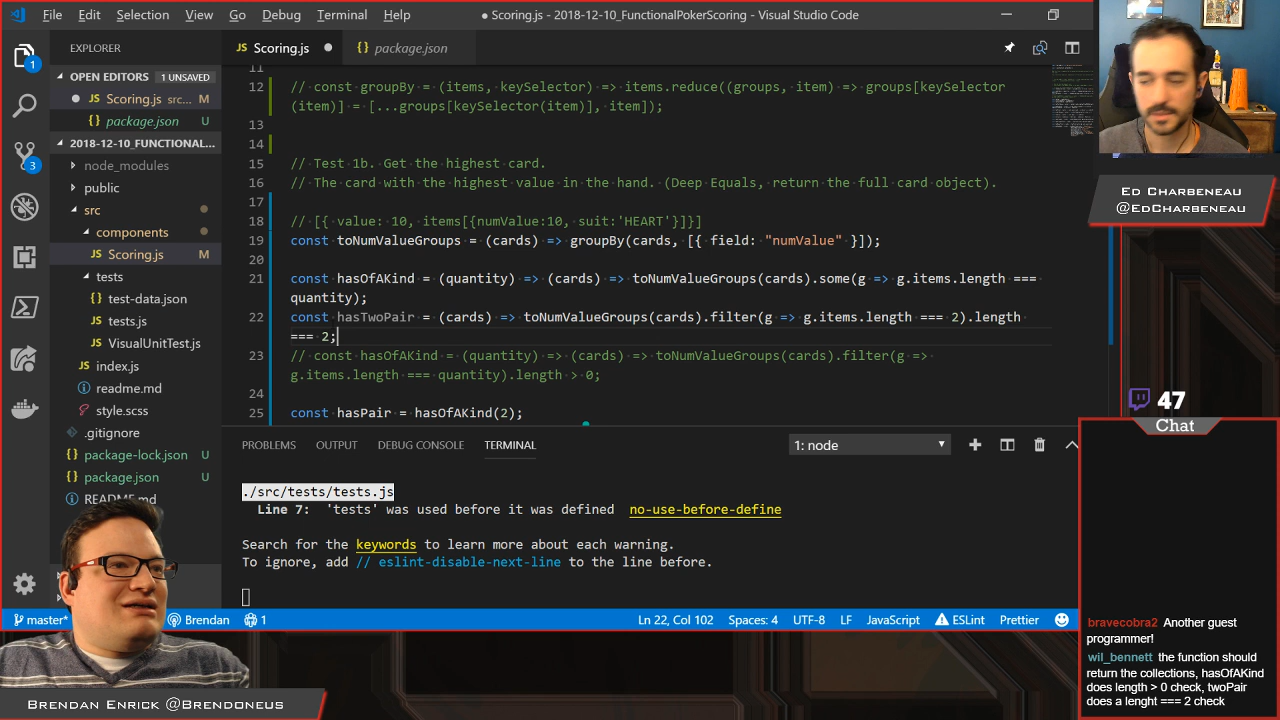 File Edit Selection View Go Debug Terminal Help
● Scoring.js - 2018-12-10_FunctionalPokerScoring - Visual Studio Code
EXPLORER
OPEN EDITORS 1 UNSAVED
Scoring.js src... M
{} package.json U
2018-12-10_FUNCTIONAL...
node_modules
public
src
components
JS Scoring.js M
tests
JS test-data.json
JS tests.js
JS VisualUnitTest.js
JS index.js
readme.md
style.scss
.gitignore
{} package-lock.json U
{} package.json U
README.md
1
3
JS Scoring.js ●
{} package.json
11
12 // const groupBy = (items, keySelector) => items.reduce((groups, item) => groups[keySelector
(item)] = [...groups[keySelector(item)], item]);
13
14
15 // Test 1b. Get the highest card.
16 // The card with the highest value in the hand. (Deep Equals, return the full card object).
17
18 // [{ value: 10, items[{numValue:10, suit:'HEART'}]}]
19 const toNumValueGroups = (cards) => groupBy(cards, [{ field: "numValue" }]);
20
21 const hasOfAKind = (quantity) => (cards) => toNumValueGroups(cards).some(g => g.items.length ===
quantity);
22 const hasTwoPair = (cards) => toNumValueGroups(cards).filter(g => g.items.length === 2).length
=== 2;
23 // const hasOfAKind = (quantity) => (cards) => toNumValueGroups(cards).filter(g =>
g.items.length === quantity).length > 0;
24
25 const hasPair = hasOfAKind(2);
PROBLEMS OUTPUT DEBUG CONSOLE TERMINAL
1: node
./src/tests/tests.js
Line 7: 'tests' was used before it was defined no-use-before-define
Search for the keywords to learn more about each warning.
To ignore, add // eslint-disable-next-line to the line before.
master* Brendan 1 Ln 22, Col 102 Spaces: 4 UTF-8 LF JavaScript ESLint Prettier
Ed Charbeneau
@EdCharbeneau
47
Chat
bravecobra2 Another guest
programmer!
wil_bennett the function should
return the collections, hasOfAKind
does length > 0 check, twoPair
does a lenght === 2 check
Brendan Enrick @Brendoneus